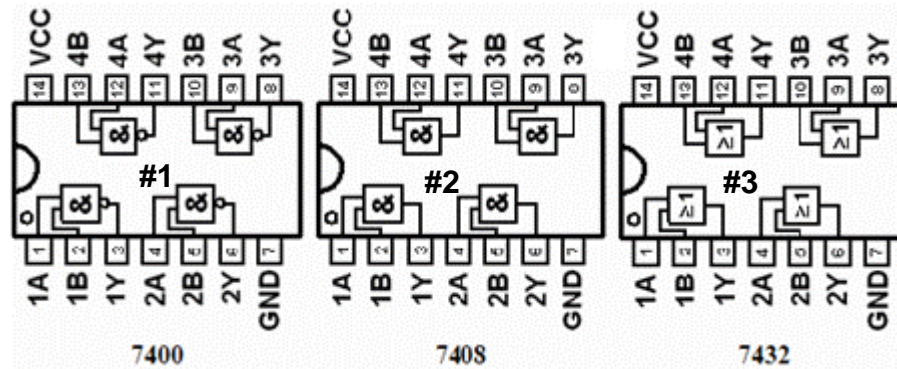 VCC 4B 4A 4Y 3B 3A 3Y VCC 4B 4A 4Y 3B 3A 3Y VCC 4B 4A 4Y 3B 3A 3Y
14 13 12 11 10 9 8 14 13 12 11 10 9 8 14 13 12 11 10 9 8
& & & & ≥1 ≥1
#1 #2 #3
& & & & ≥1 ≥1
1 2 3 4 5 6 7 1 2 3 4 5 6 7 1 2 3 4 5 6 7
1A 1B 1Y 2A 2B 2Y GND 1A 1B 1Y 2A 2B 2Y GND 1A 1B 1Y 2A 2B 2Y GND
7400 7408 7432